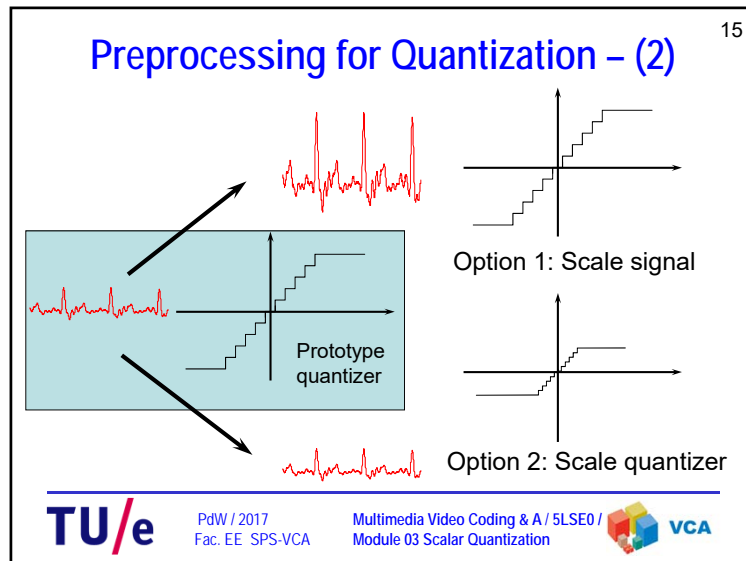 15
Preprocessing for Quantization – (2)
Option 1: Scale signal
Prototype
quantizer
Option 2: Scale quantizer
TU/e
PdW / 2017
Fac. EE SPS-VCA
Multimedia Video Coding & A / 5LSE0 /
Module 03 Scalar Quantization
VCA